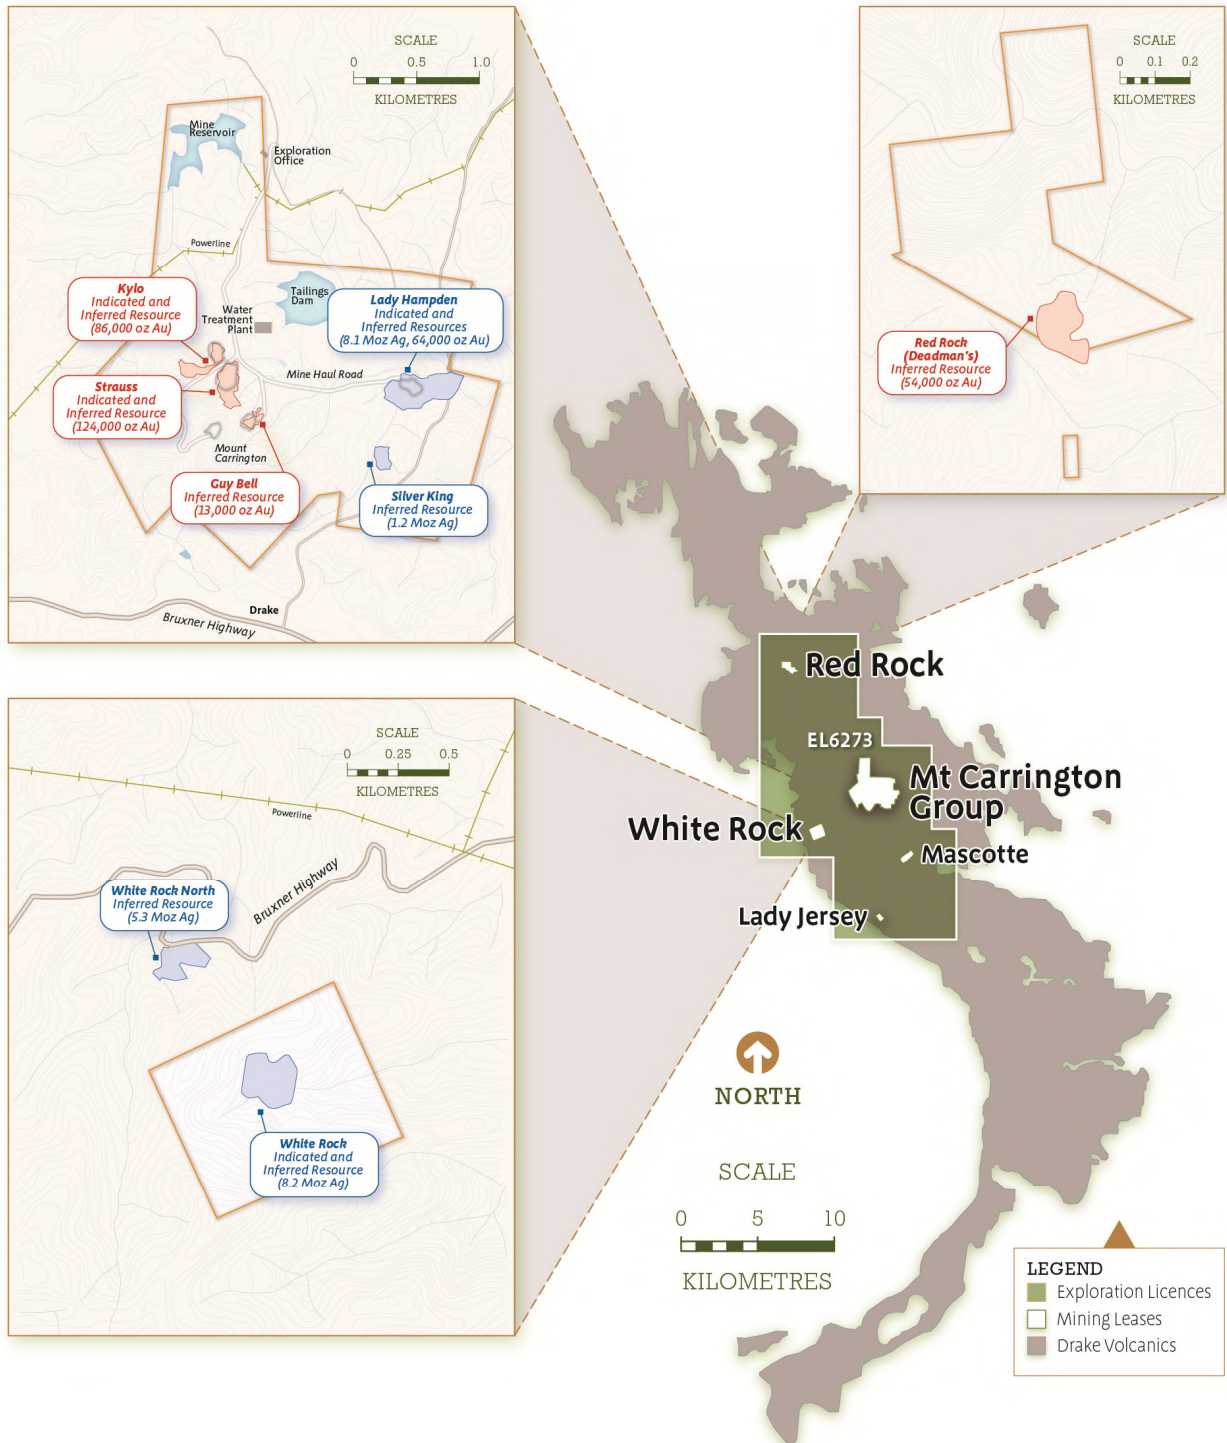 SCALE
0 0.5 1.0
KILOMETRES
Mine
Reservoir
Exploration
Office
Powerline
Kylo
Indicated and
Inferred Resource
(86,000 oz Au)
Tailings
Dam
Water
Treatment
Plant
Lady Hampden
Indicated and
Inferred Resources
(8.1 Moz Ag, 64,000 oz Au)
Mine Haul Road
Strauss
Indicated and
Inferred Resource
(124,000 oz Au)
Mount
Carrington
Guy Bell
Inferred Resource
(13,000 oz Au)
Silver King
Inferred Resource
(1.2 Moz Ag)
Drake
Bruxner Highway
SCALE
0 0.1 0.2
KILOMETRES
Red Rock
(Deadman's)
Inferred Resource
(54,000 oz Au)
SCALE
0 0.25 0.5
KILOMETRES
Powerline
Bruxner Highway
White Rock North
Inferred Resource
(5.3 Moz Ag)
White Rock
Indicated and
Inferred Resource
(8.2 Moz Ag)
Red Rock
EL6273
Mt Carrington
Group
White Rock
Mascotte
Lady Jersey
NORTH
SCALE
0 5 10
KILOMETRES
LEGEND
Exploration Licences
Mining Leases
Drake Volcanics